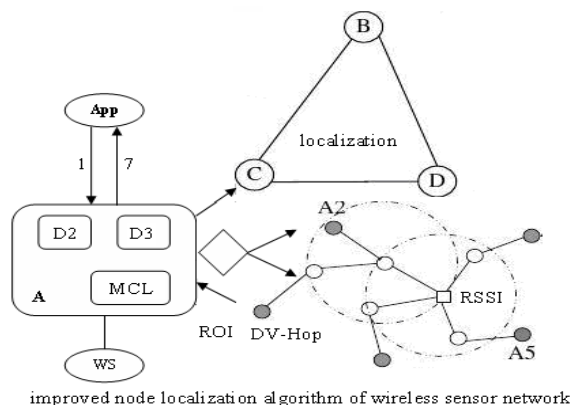 B
App
1
7
localization
C
D
A2
D2
D3
MCL
A
RSSI
ROI
DV-Hop
A5
WS
improved node localization algorithm of wireless sensor network